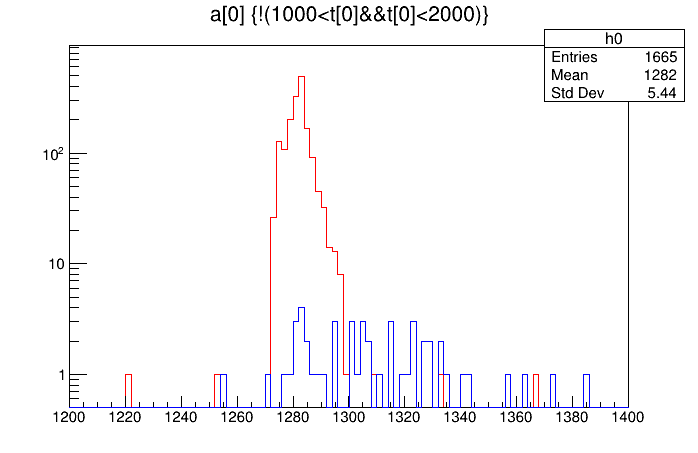 a[0] {!(1000<t[0]&&t[0]<2000)}
h0
Entries 1665
Mean 1282
Std Dev 5.44
10²
10
1
1200 1220 1240 1260 1280 1300 1320 1340 1360 1380 1400